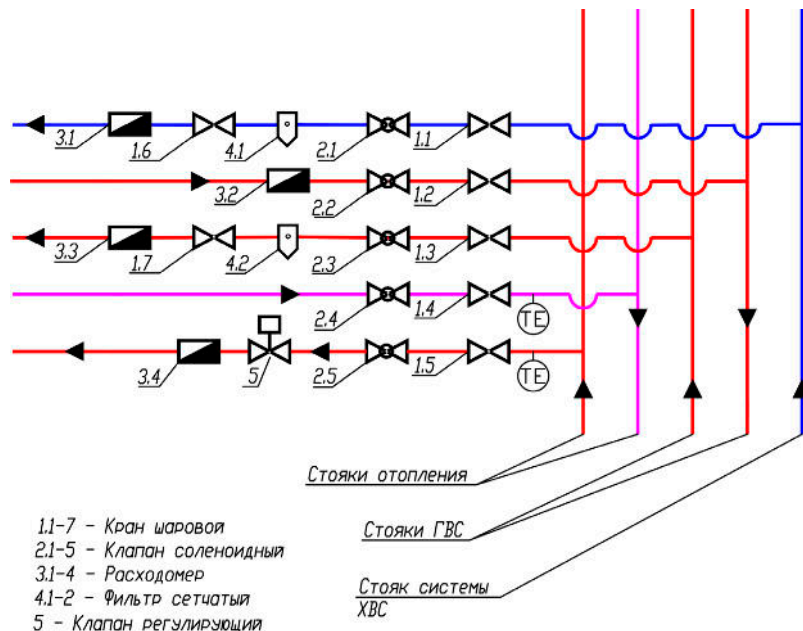 3.1 1.6 4.1 2.1 1.1
3.2 2.2 1.2
3.3 1.7 4.2 2.3 1.3
2.4 1.4 TE
3.4 5 2.5 1.5 TE
Стояки отопления
Стояки ГВС
Стояк системы
ХВС
1.1-7 - Кран шаровой
2.1-5 - Клапан соленоидный
3.1-4 - Расходомер
4.1-2 - Фильтр сетчатый
5 - Клапан регулирующий